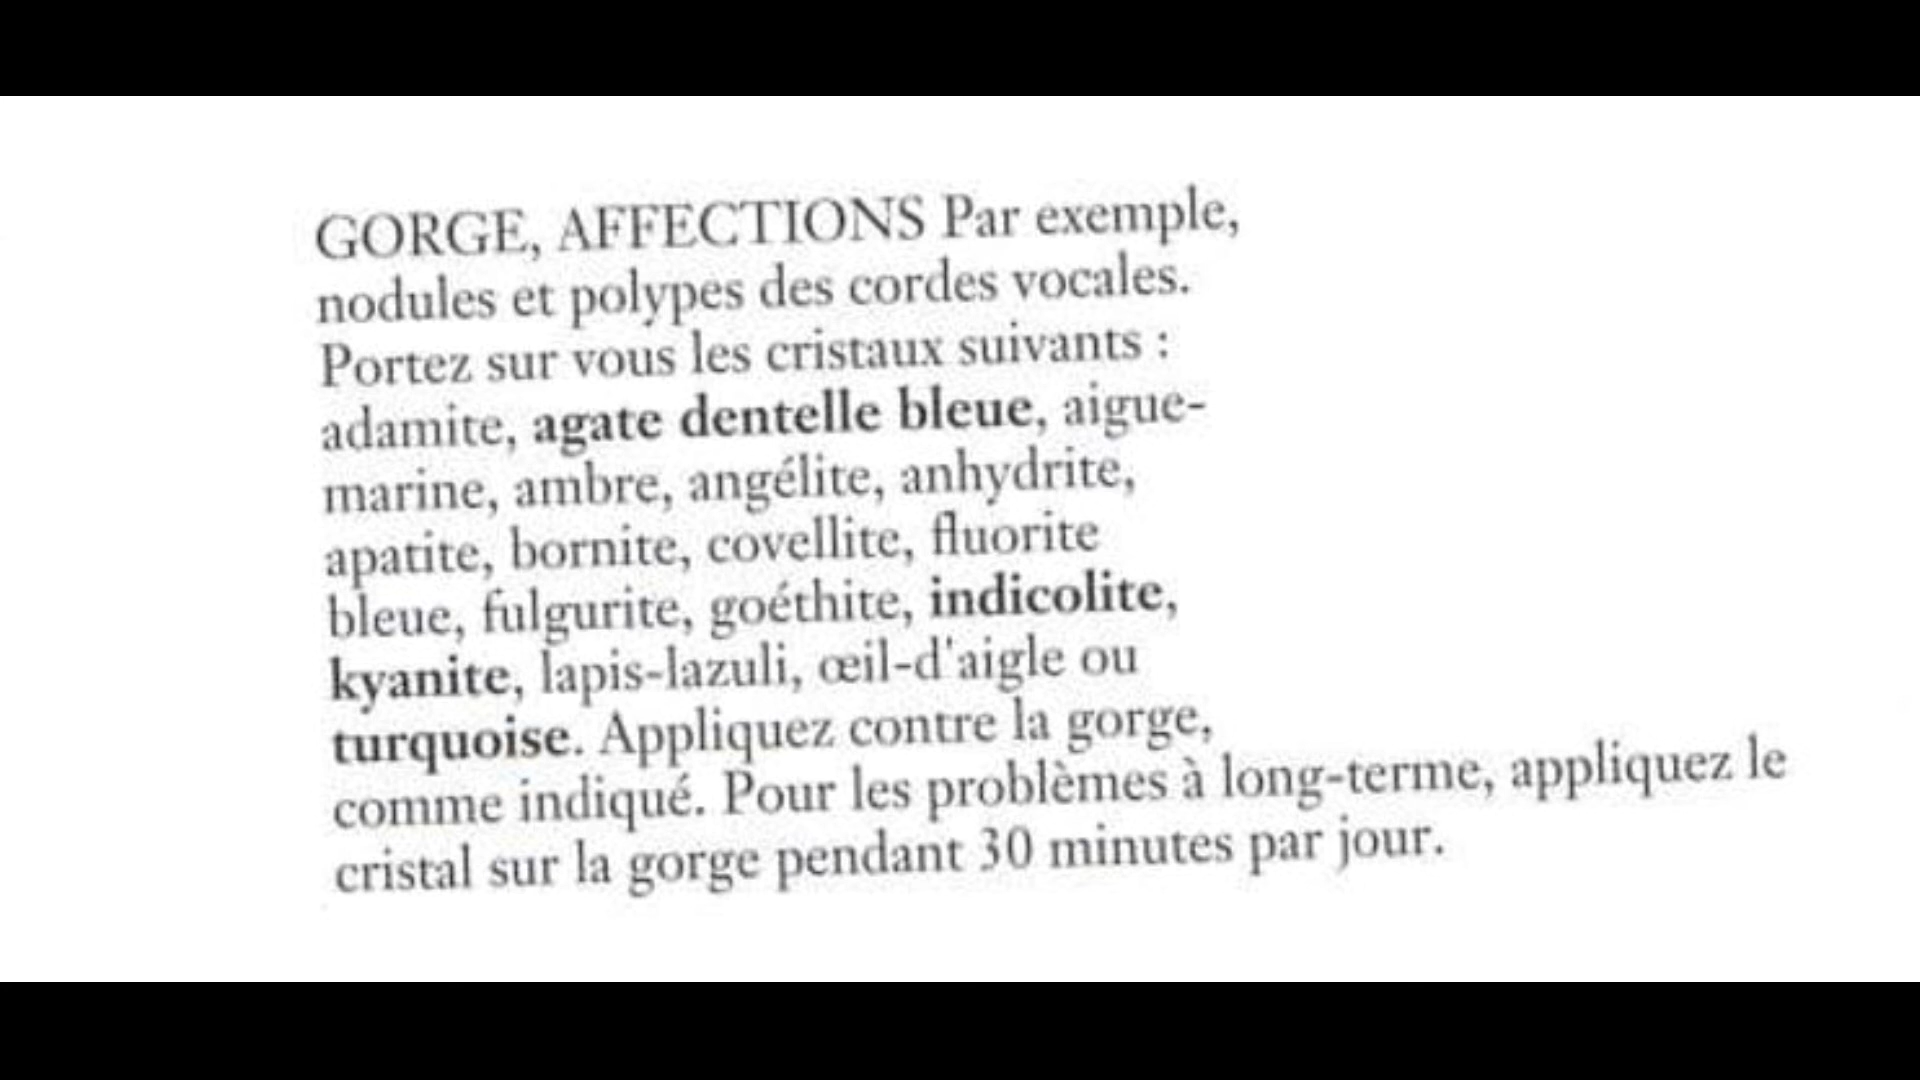 GORGE, AFFECTIONS Par exemple,
nodules et polypes des cordes vocales.
Portez sur vous les cristaux suivants :
adamite, agate dentelle bleue, aigue-
marine, ambre, angélite, anhydrite,
apatite, bornite, covellite, fluorite
bleue, fulgurite, goéthite, indicolite,
kyanite, lapis-lazuli, œil-d'aigle ou
turquoise. Appliquez contre la gorge,
comme indiqué. Pour les problèmes à long-terme, appliquez le
cristal sur la gorge pendant 30 minutes par jour.